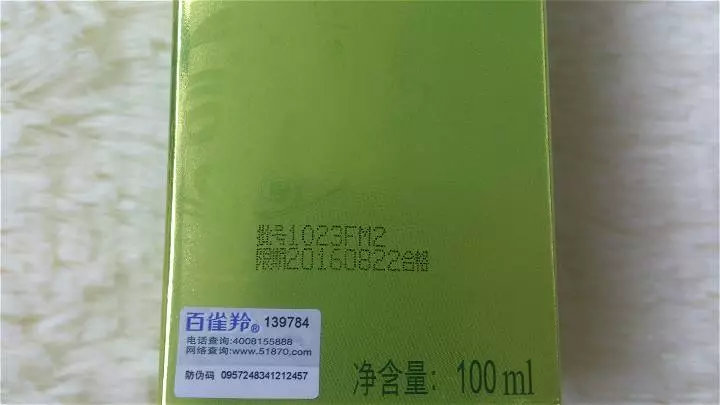 批号1023FM2
限期20160822合格
百雀羚® 139784
电话查询:4008155888
网络查询:www.51870.com
防伪码 0957248341212457
净含量: 100 ml